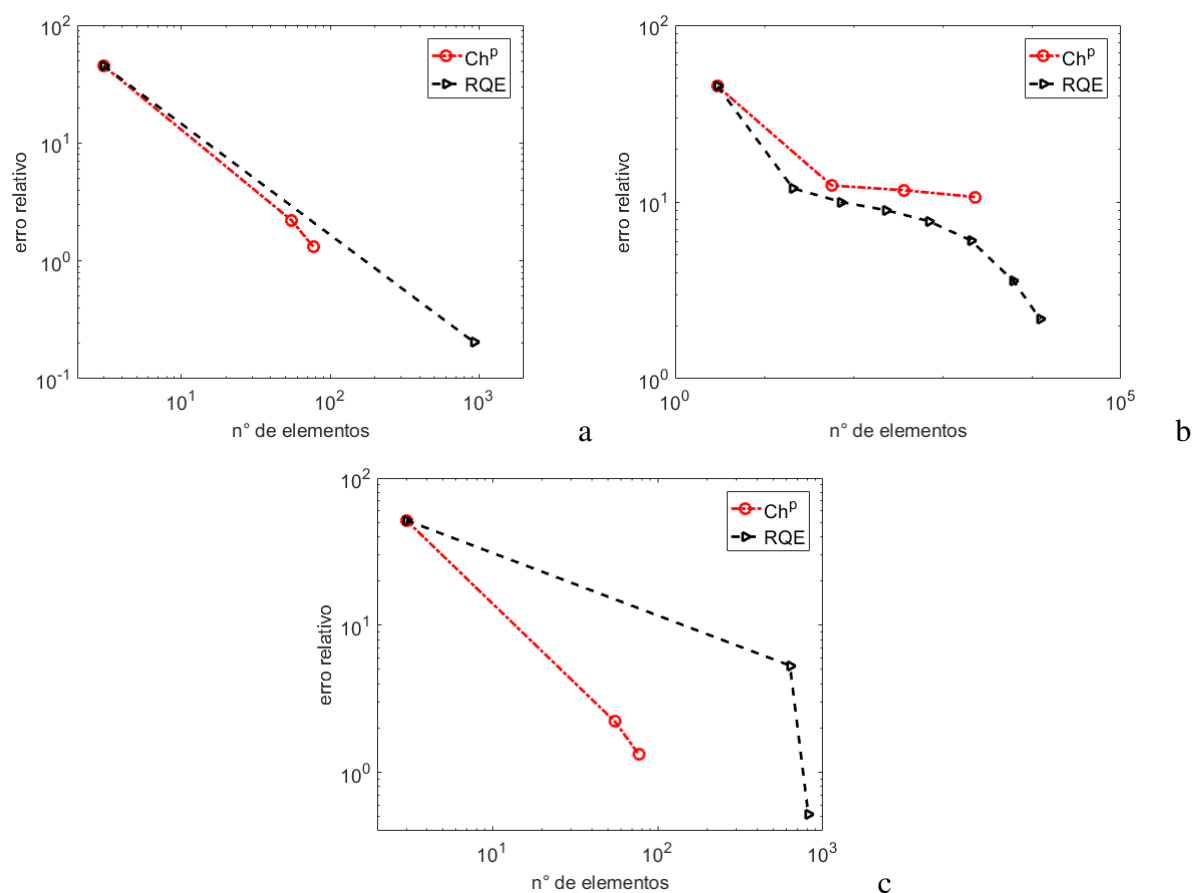 10^2
Ch^p
RQE
10^1
erro relativo
10^0
10^-1
10^1
10^2
10^3
n° de elementos
a
10^2
Ch^p
RQE
erro relativo
10^1
10^0
10^0
10^5
n° de elementos
b
10^2
Ch^p
RQE
erro relativo
10^1
10^0
10^1
10^2
10^3
n° de elementos
c